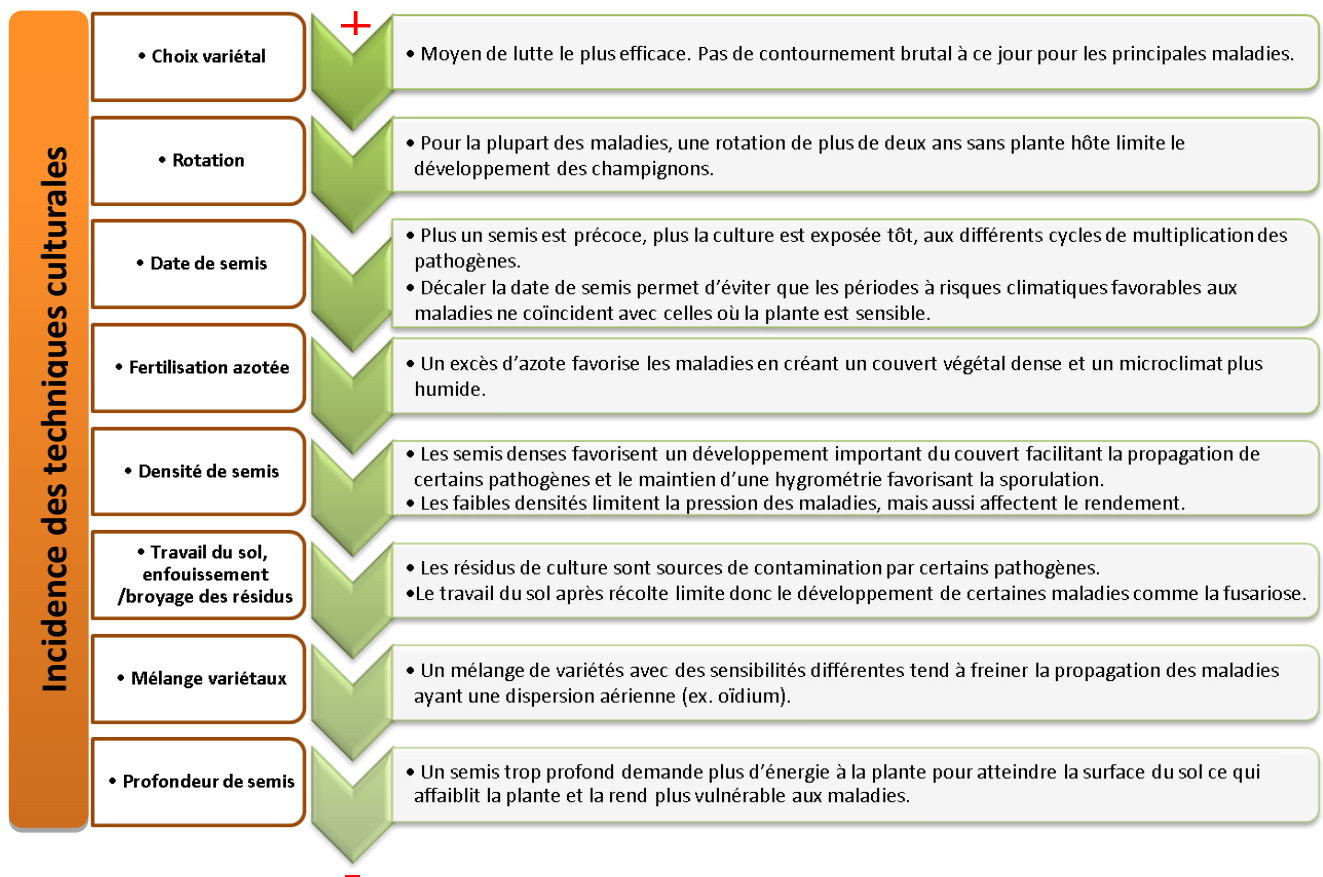 Incidence des techniques culturales
+
• Choix variétal
• Moyen de lutte le plus efficace. Pas de contournement brutal à ce jour pour les principales maladies.
• Rotation
• Pour la plupart des maladies, une rotation de plus de deux ans sans plante hôte limite le
développement des champignons.
• Date de semis
• Plus un semis est précoce, plus la culture est exposée tôt, aux différents cycles de multiplication des
pathogènes.
• Décaler la date de semis permet d'éviter que les périodes à risques climatiques favorables aux
maladies ne coïncident avec celles où la plante est sensible.
• Fertilisation azotée
• Un excès d'azote favorise les maladies en créant un couvert végétal dense et un microclimat plus
humide.
• Densité de semis
• Les semis denses favorisent un développement important du couvert facilitant la propagation de
certains pathogènes et le maintien d'une hygrométrie favorisant la sporulation.
• Les faibles densités limitent la pression des maladies, mais aussi affectent le rendement.
• Travail du sol,
enfouissement
/broyage des résidus
• Les résidus de culture sont sources de contamination par certains pathogènes.
•Le travail du sol après récolte limite donc le développement de certaines maladies comme la fusariose.
• Mélange variétaux
• Un mélange de variétés avec des sensibilités différentes tend à freiner la propagation des maladies
ayant une dispersion aérienne (ex. oïdium).
• Profondeur de semis
• Un semis trop profond demande plus d'énergie à la plante pour atteindre la surface du sol ce qui
affaiblit la plante et la rend plus vulnérable aux maladies.
–